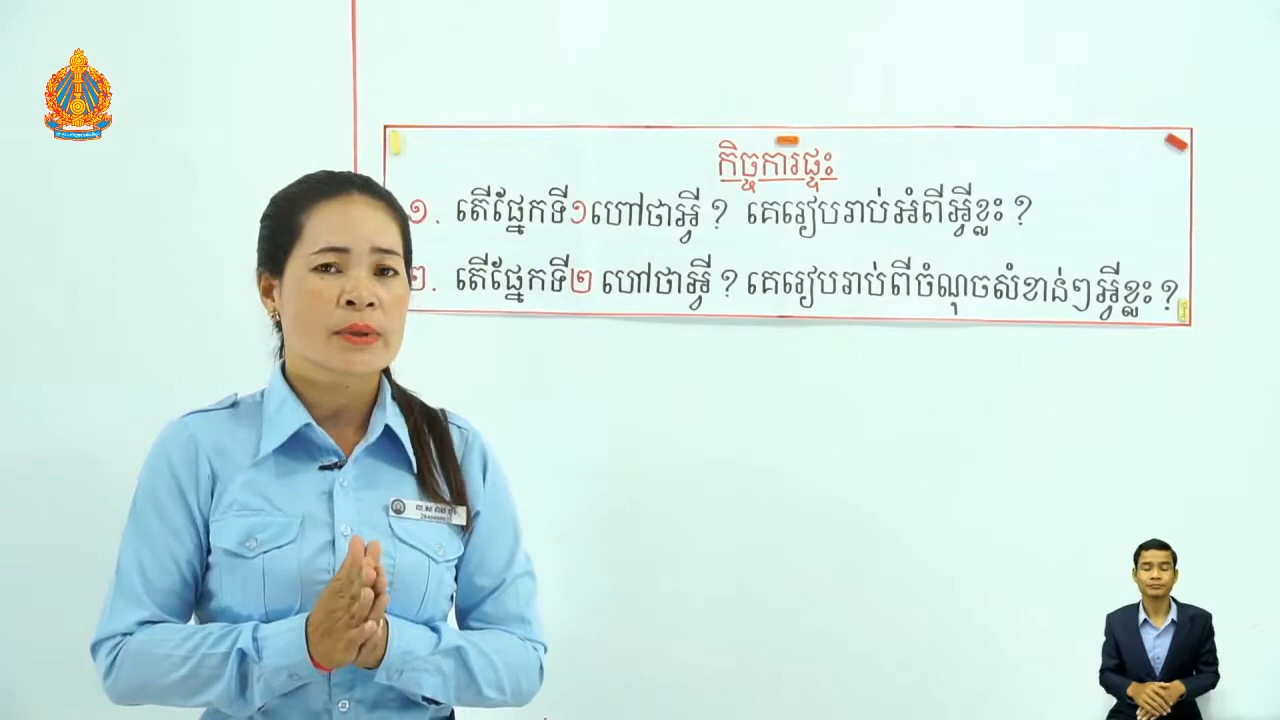 កិច្ចការផ្ទះ
១. តើផ្នែកទី១ហៅថាអ្វី? គេរៀបរាប់អំពីអ្វីខ្លះ?
២. តើផ្នែកទី២ ហៅថាអ្វី? គេរៀបរាប់ពីចំណុចសំខាន់ៗអ្វីខ្លះ?